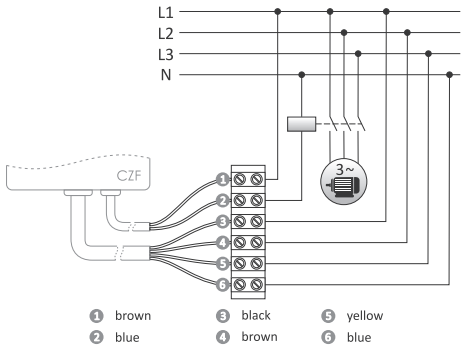 L1
L2
L3
N
3~
CZF
1
2
3
4
5
6
1 brown
3 black
5 yellow
2 blue
4 brown
6 blue